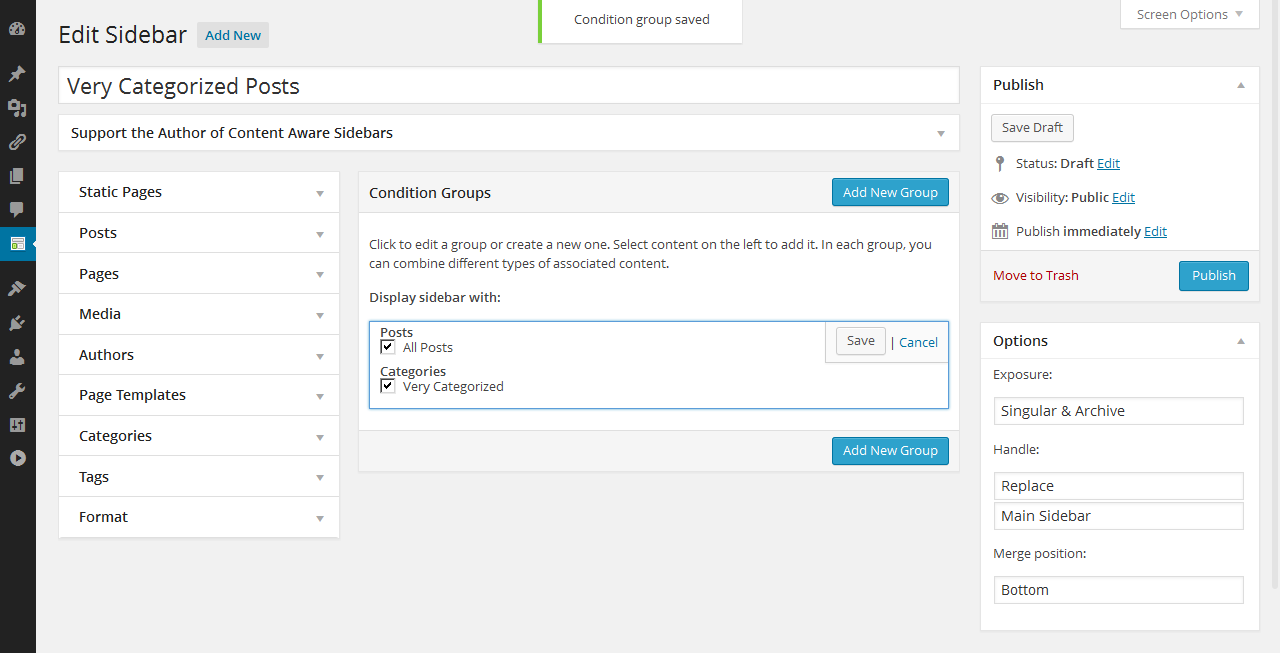 Condition group saved
Screen Options
Edit Sidebar Add New
Very Categorized Posts
Support the Author of Content Aware Sidebars
Static Pages
Posts
Pages
Media
Authors
Page Templates
Categories
Tags
Format
Condition Groups Add New Group
Click to edit a group or create a new one. Select content on the left to add it. In each group, you
can combine different types of associated content.
Display sidebar with:
Posts
All Posts
Save | Cancel
Categories
Very Categorized
Add New Group
Publish
Save Draft
Status: Draft Edit
Visibility: Public Edit
Publish immediately Edit
Move to Trash Publish
Options
Exposure:
Singular & Archive
Handle:
Replace
Main Sidebar
Merge position:
Bottom